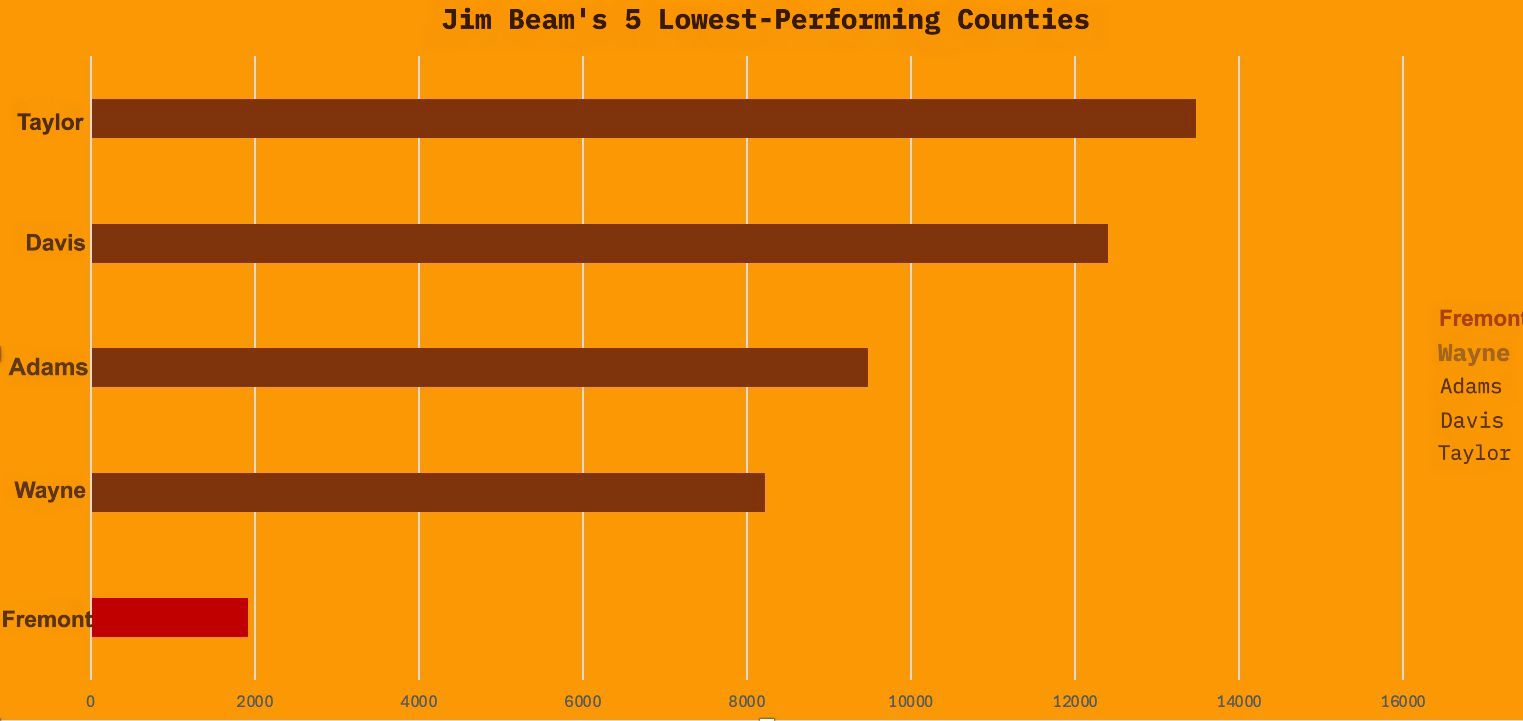 Jim Beam's 5 Lowest-Performing Counties
Taylor
Davis
Adams
Wayne
Fremont
0 2000 4000 6000 8000 10000 12000 14000 16000
Fremont
Wayne
Adams
Davis
Taylor